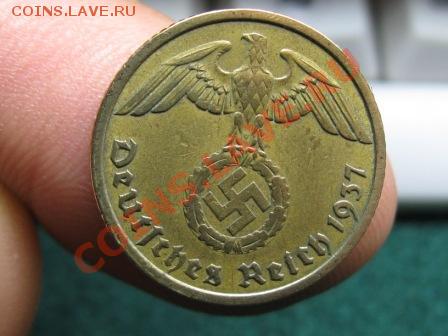 COINS.LAVE.RU
Deutsches Reich 1937
COINS.LAVE.RU